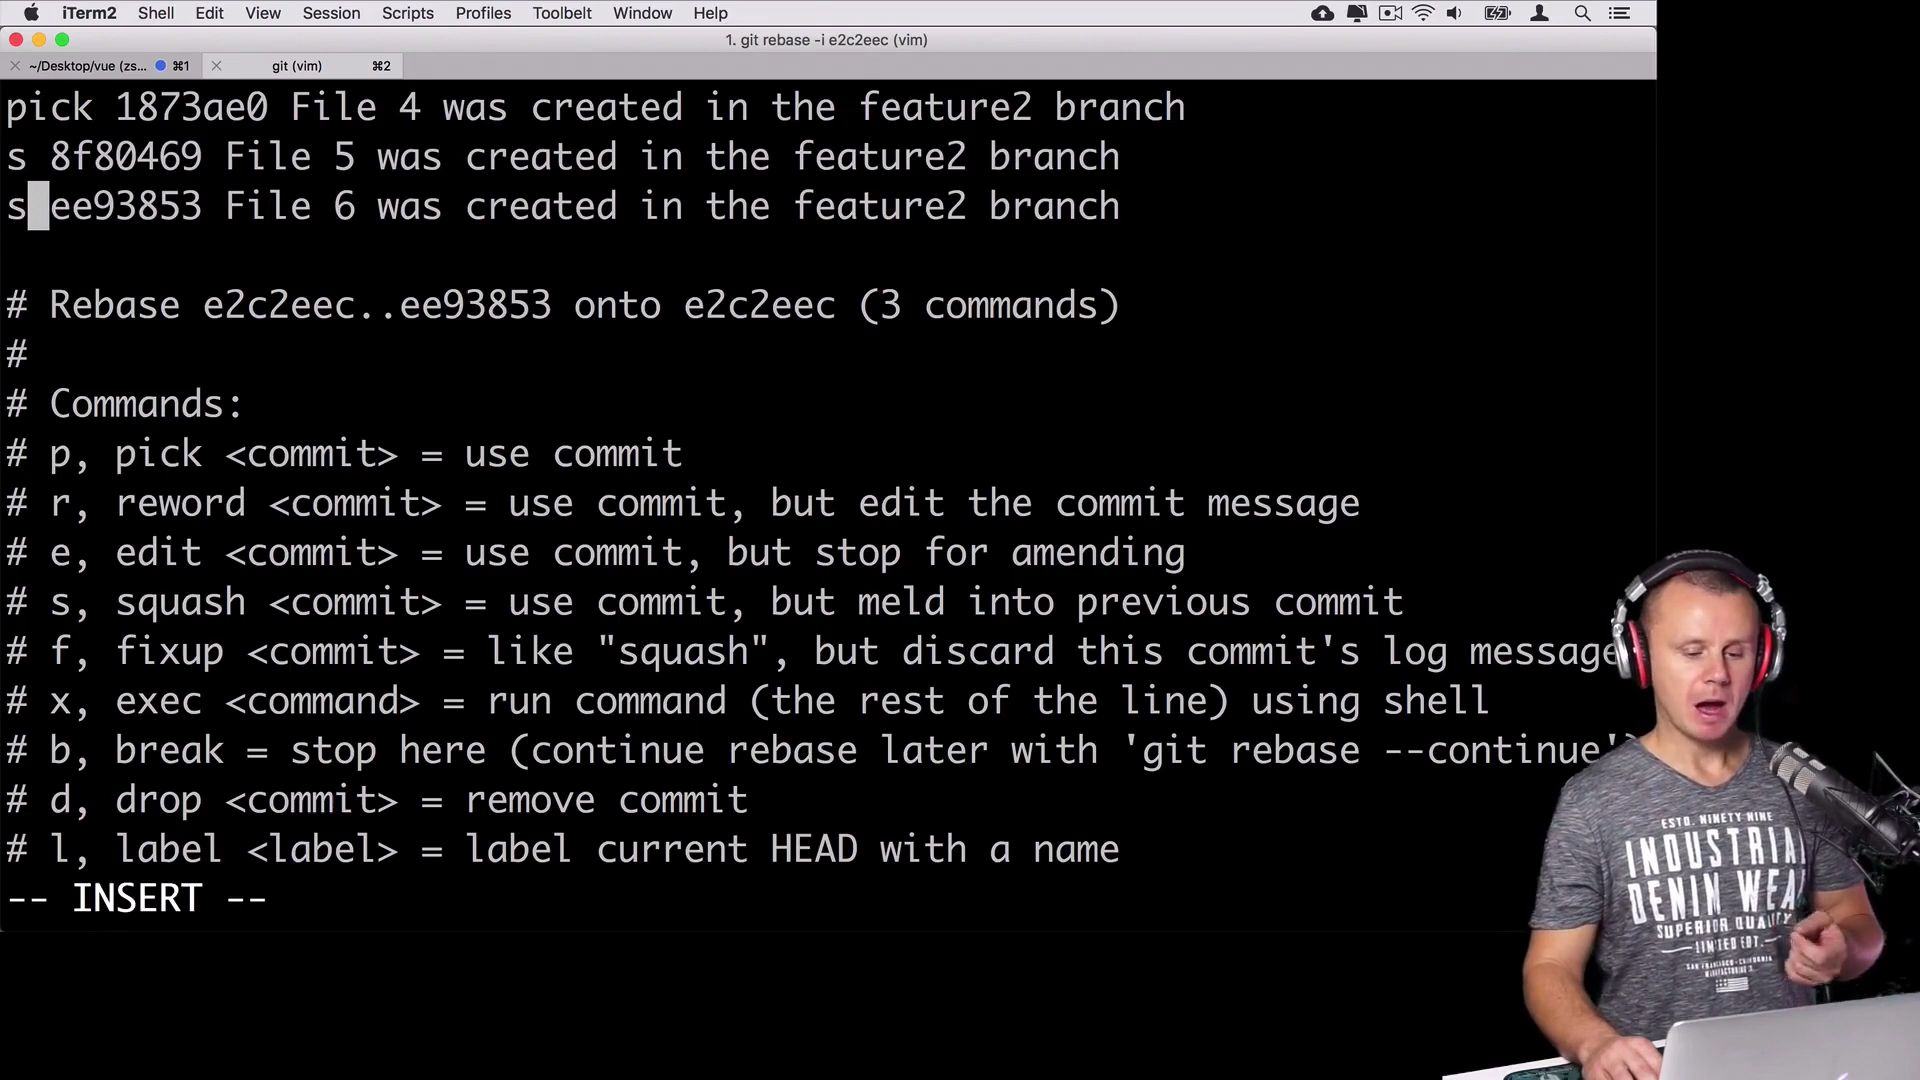 iTerm2 Shell Edit View Session Scripts Profiles Toolbelt Window Help
1. git rebase -i e2c2eec (vim)
~/Desktop/vue (zs... ⌘1 git (vim) ⌘2
pick 1873ae0 File 4 was created in the feature2 branch
s 8f80469 File 5 was created in the feature2 branch
s ee93853 File 6 was created in the feature2 branch
# Rebase e2c2eec..ee93853 onto e2c2eec (3 commands)
#
# Commands:
# p, pick <commit> = use commit
# r, reword <commit> = use commit, but edit the commit message
# e, edit <commit> = use commit, but stop for amending
# s, squash <commit> = use commit, but meld into previous commit
# f, fixup <commit> = like "squash", but discard this commit's log message
# x, exec <command> = run command (the rest of the line) using shell
# b, break = stop here (continue rebase later with 'git rebase --continue')
# d, drop <commit> = remove commit
# l, label <label> = label current HEAD with a name
-- INSERT --
ESTD. NINETY NINE
INDUSTRIAL
DENIM WEA
SUPERIOR QUALITY
LIMITED EDT.
SAN FRANCISCO-CALIFORNIA